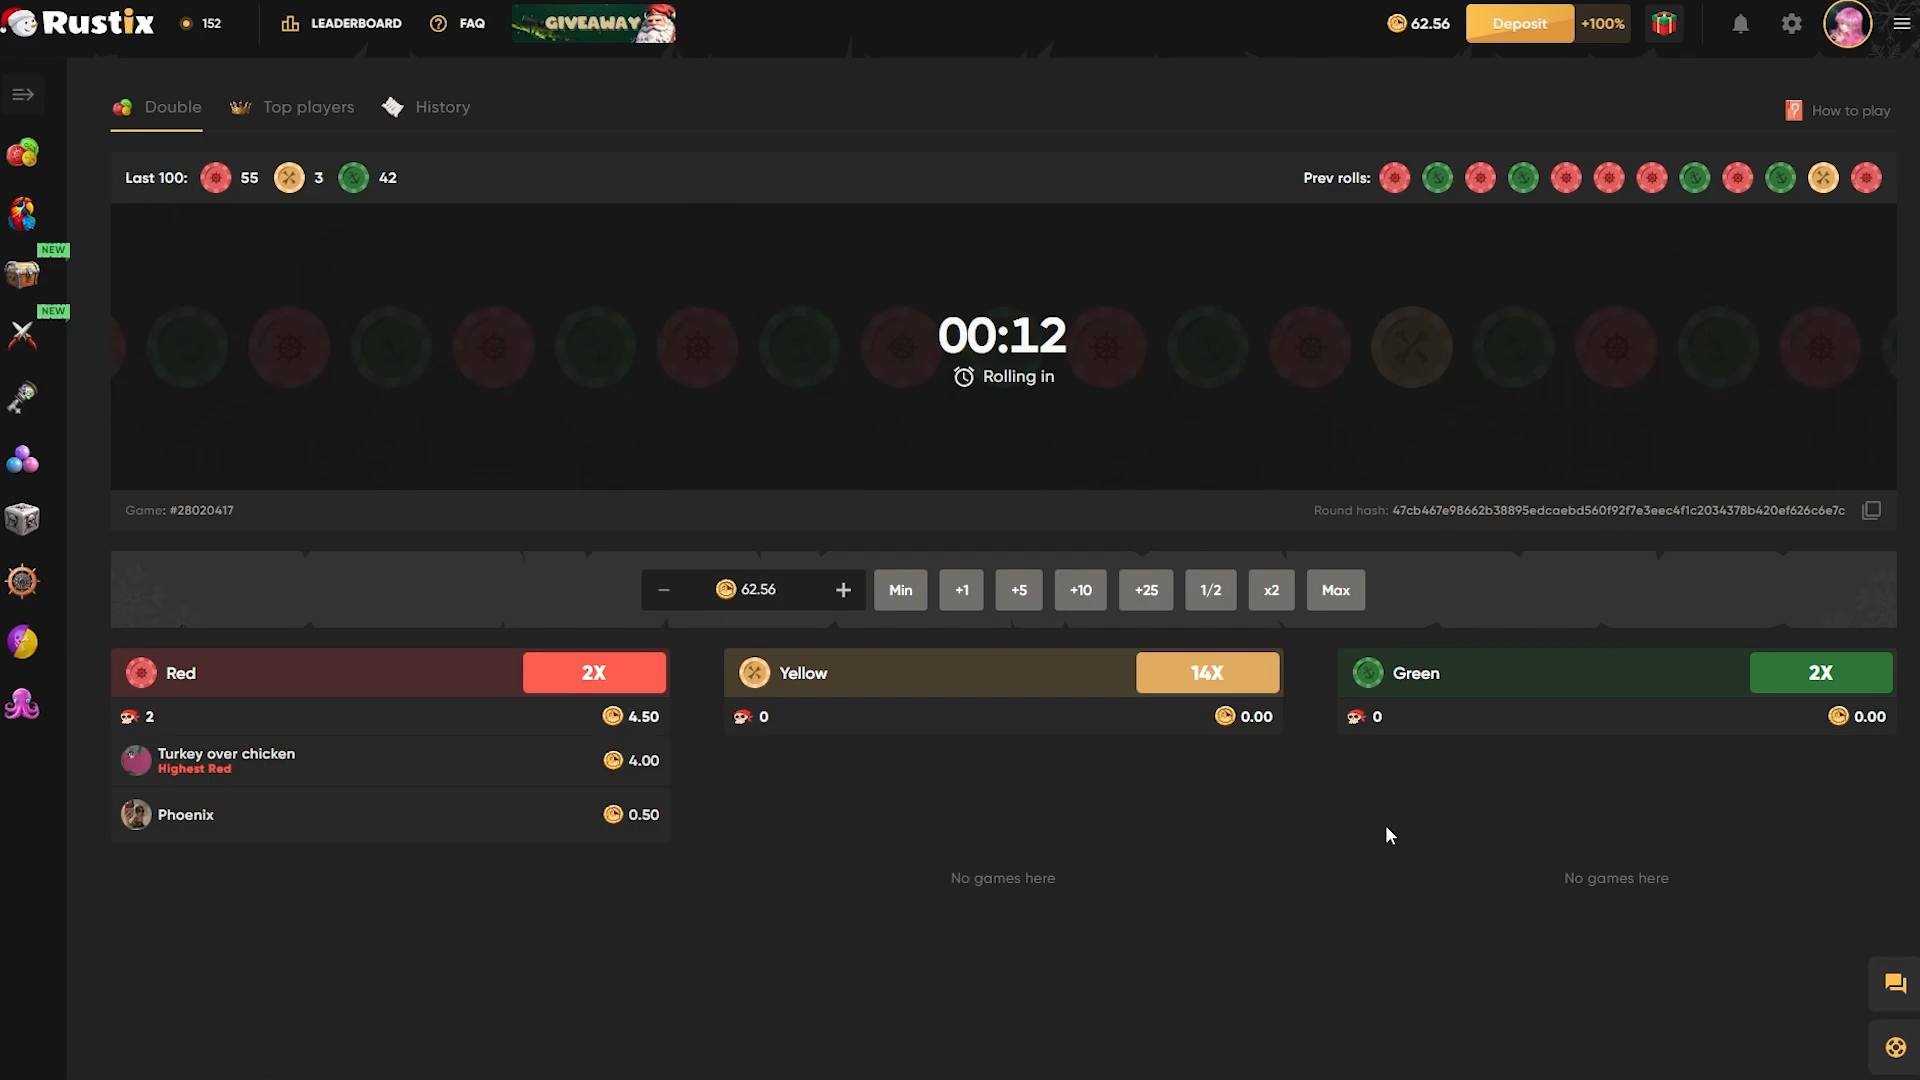 Rustix
152
LEADERBOARD
FAQ
GIVEAWAY
62.56
Deposit
+100%
Double
Top players
History
How to play
Last 100:
55
3
42
Prev rolls:
NEW
NEW
00:12
Rolling in
Game: #28020417
Round hash: 47cb467e98662b38895edcaebd560f92f7e3eec4f1c2034378b420ef626c6e7c
62.56
Min
+1
+5
+10
+25
1/2
x2
Max
Red
2X
Yellow
14X
Green
2X
2
4.50
0
0.00
0
0.00
Turkey over chicken
Highest Red
4.00
Phoenix
0.50
No games here
No games here